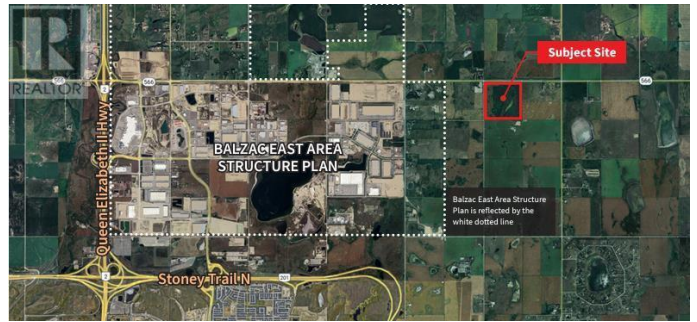 REALTOR
566
2
566
566
Subject Site
Queen Elizabeth II Hwy
BALZAC EAST AREA
STRUCTURE PLAN
Balzac East Area Structure
Plan is reflected by the
white dotted line
2
Stoney Trail N
201